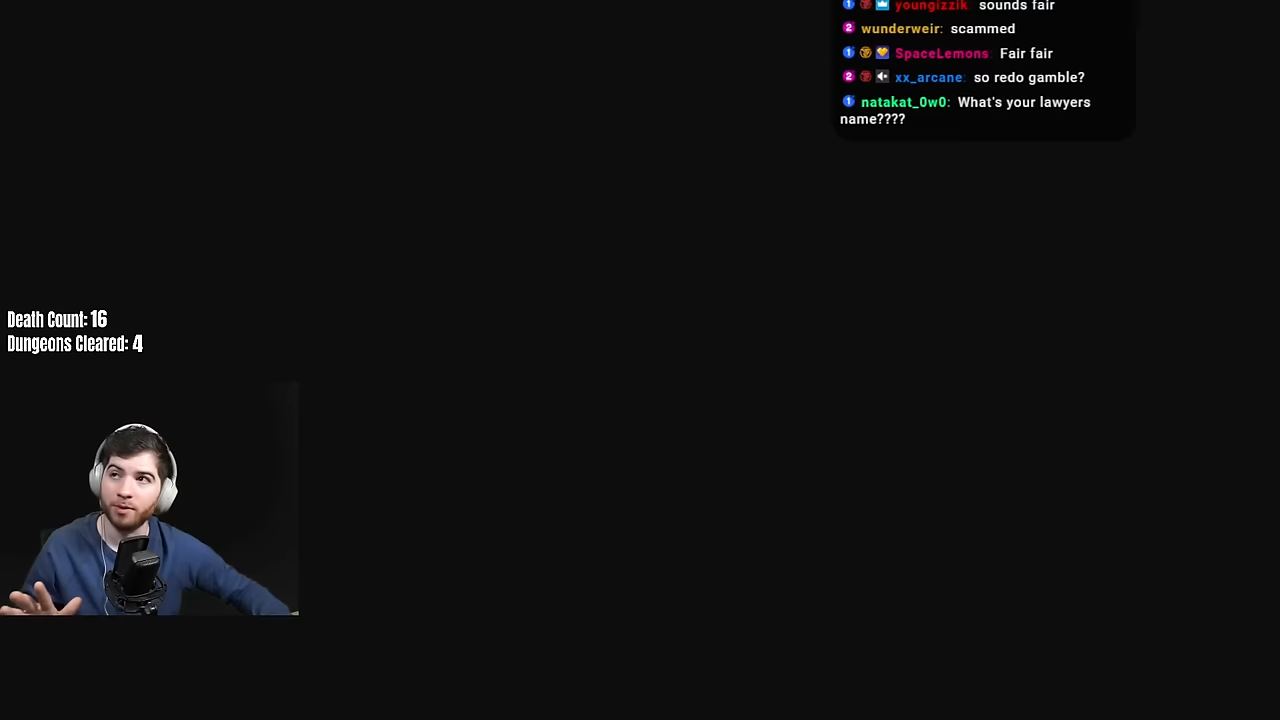 youngizzik: sounds fair
wunderweir: scammed
SpaceLemons: Fair fair
xx_arcane: so redo gamble?
natakat_0w0: What's your lawyers
name????
Death Count: 16
Dungeons Cleared: 4